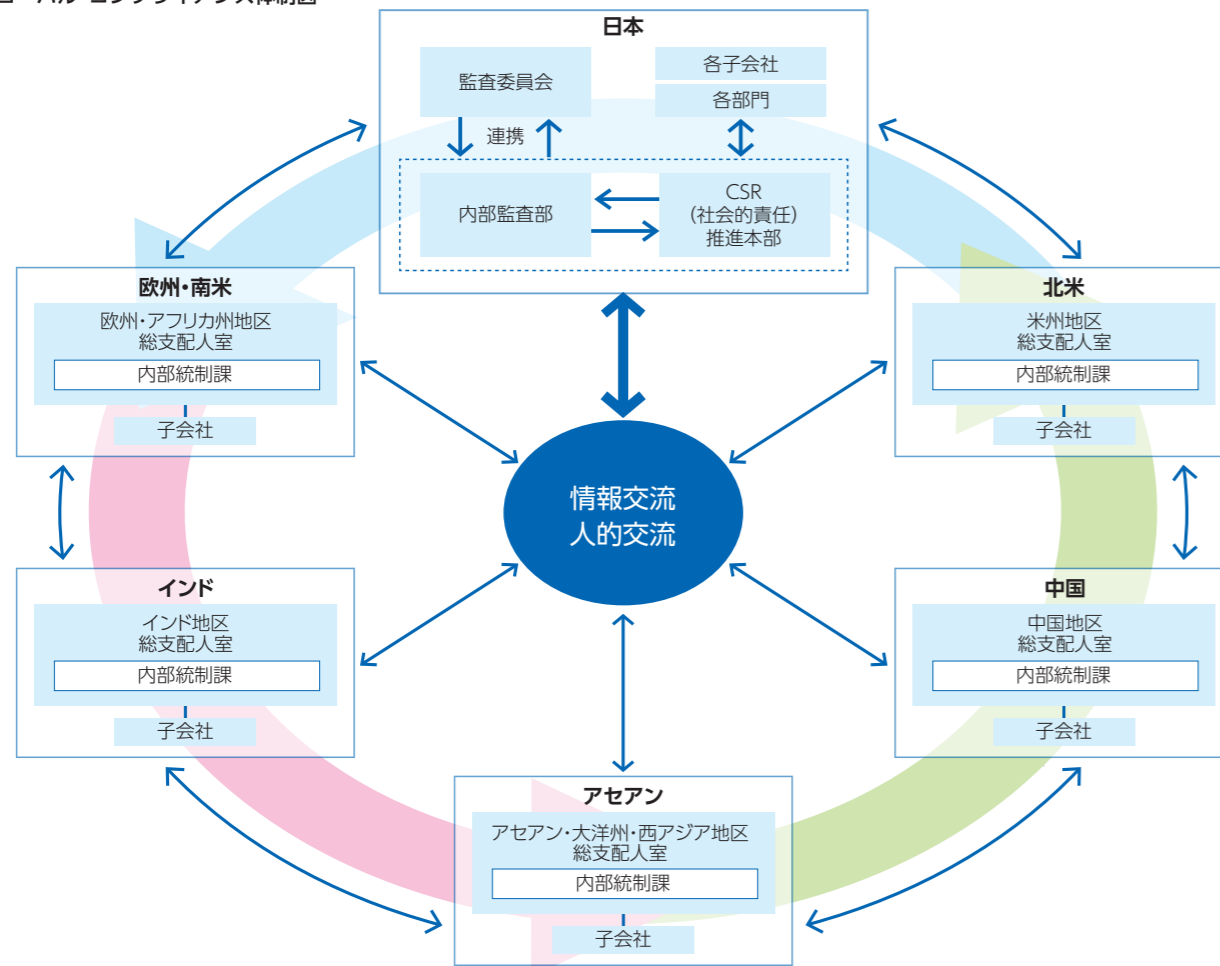 日本
監査委員会
各子会社
各部門
連携
内部監査部
CSR
(社会的責任)
推進本部
欧州・南米
欧州・アフリカ州地区
総支配人室
内部統制課
子会社
北米
米州地区
総支配人室
内部統制課
子会社
情報交流
人的交流
インド
インド地区
総支配人室
内部統制課
子会社
中国
中国地区
総支配人室
内部統制課
子会社
アセアン
アセアン・大洋州・西アジア地区
総支配人室
内部統制課
子会社